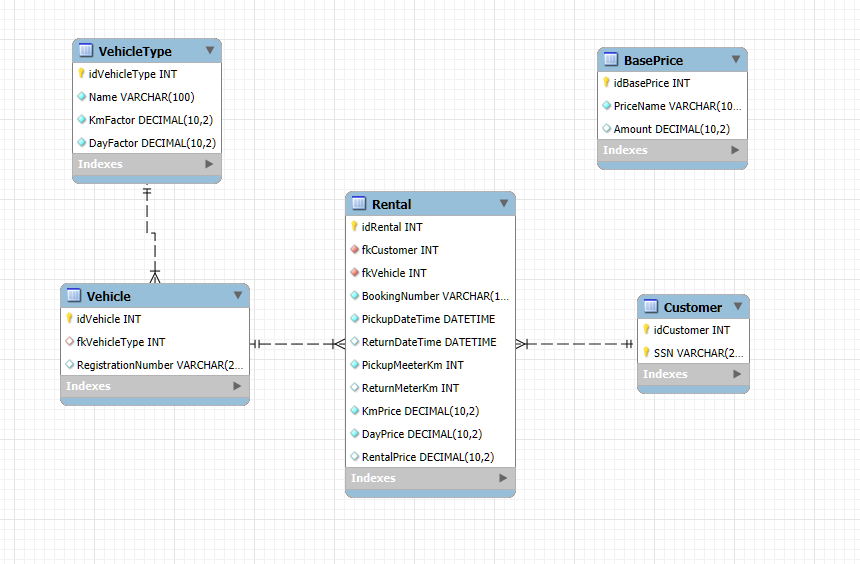 VehicleType
idVehicleType INT
Name VARCHAR(100)
KmFactor DECIMAL(10,2)
DayFactor DECIMAL(10,2)
Indexes
BasePrice
idBasePrice INT
PriceName VARCHAR(10...
Amount DECIMAL(10,2)
Indexes
Vehicle
idVehicle INT
fkVehicleType INT
RegistrationNumber VARCHAR(2...
Indexes
Rental
idRental INT
fkCustomer INT
fkVehicle INT
BookingNumber VARCHAR(1...
PickupDateTime DATETIME
ReturnDateTime DATETIME
PickupMeeterKm INT
ReturnMeterKm INT
KmPrice DECIMAL(10,2)
DayPrice DECIMAL(10,2)
RentalPrice DECIMAL(10,2)
Indexes
Customer
idCustomer INT
SSN VARCHAR(2...
Indexes